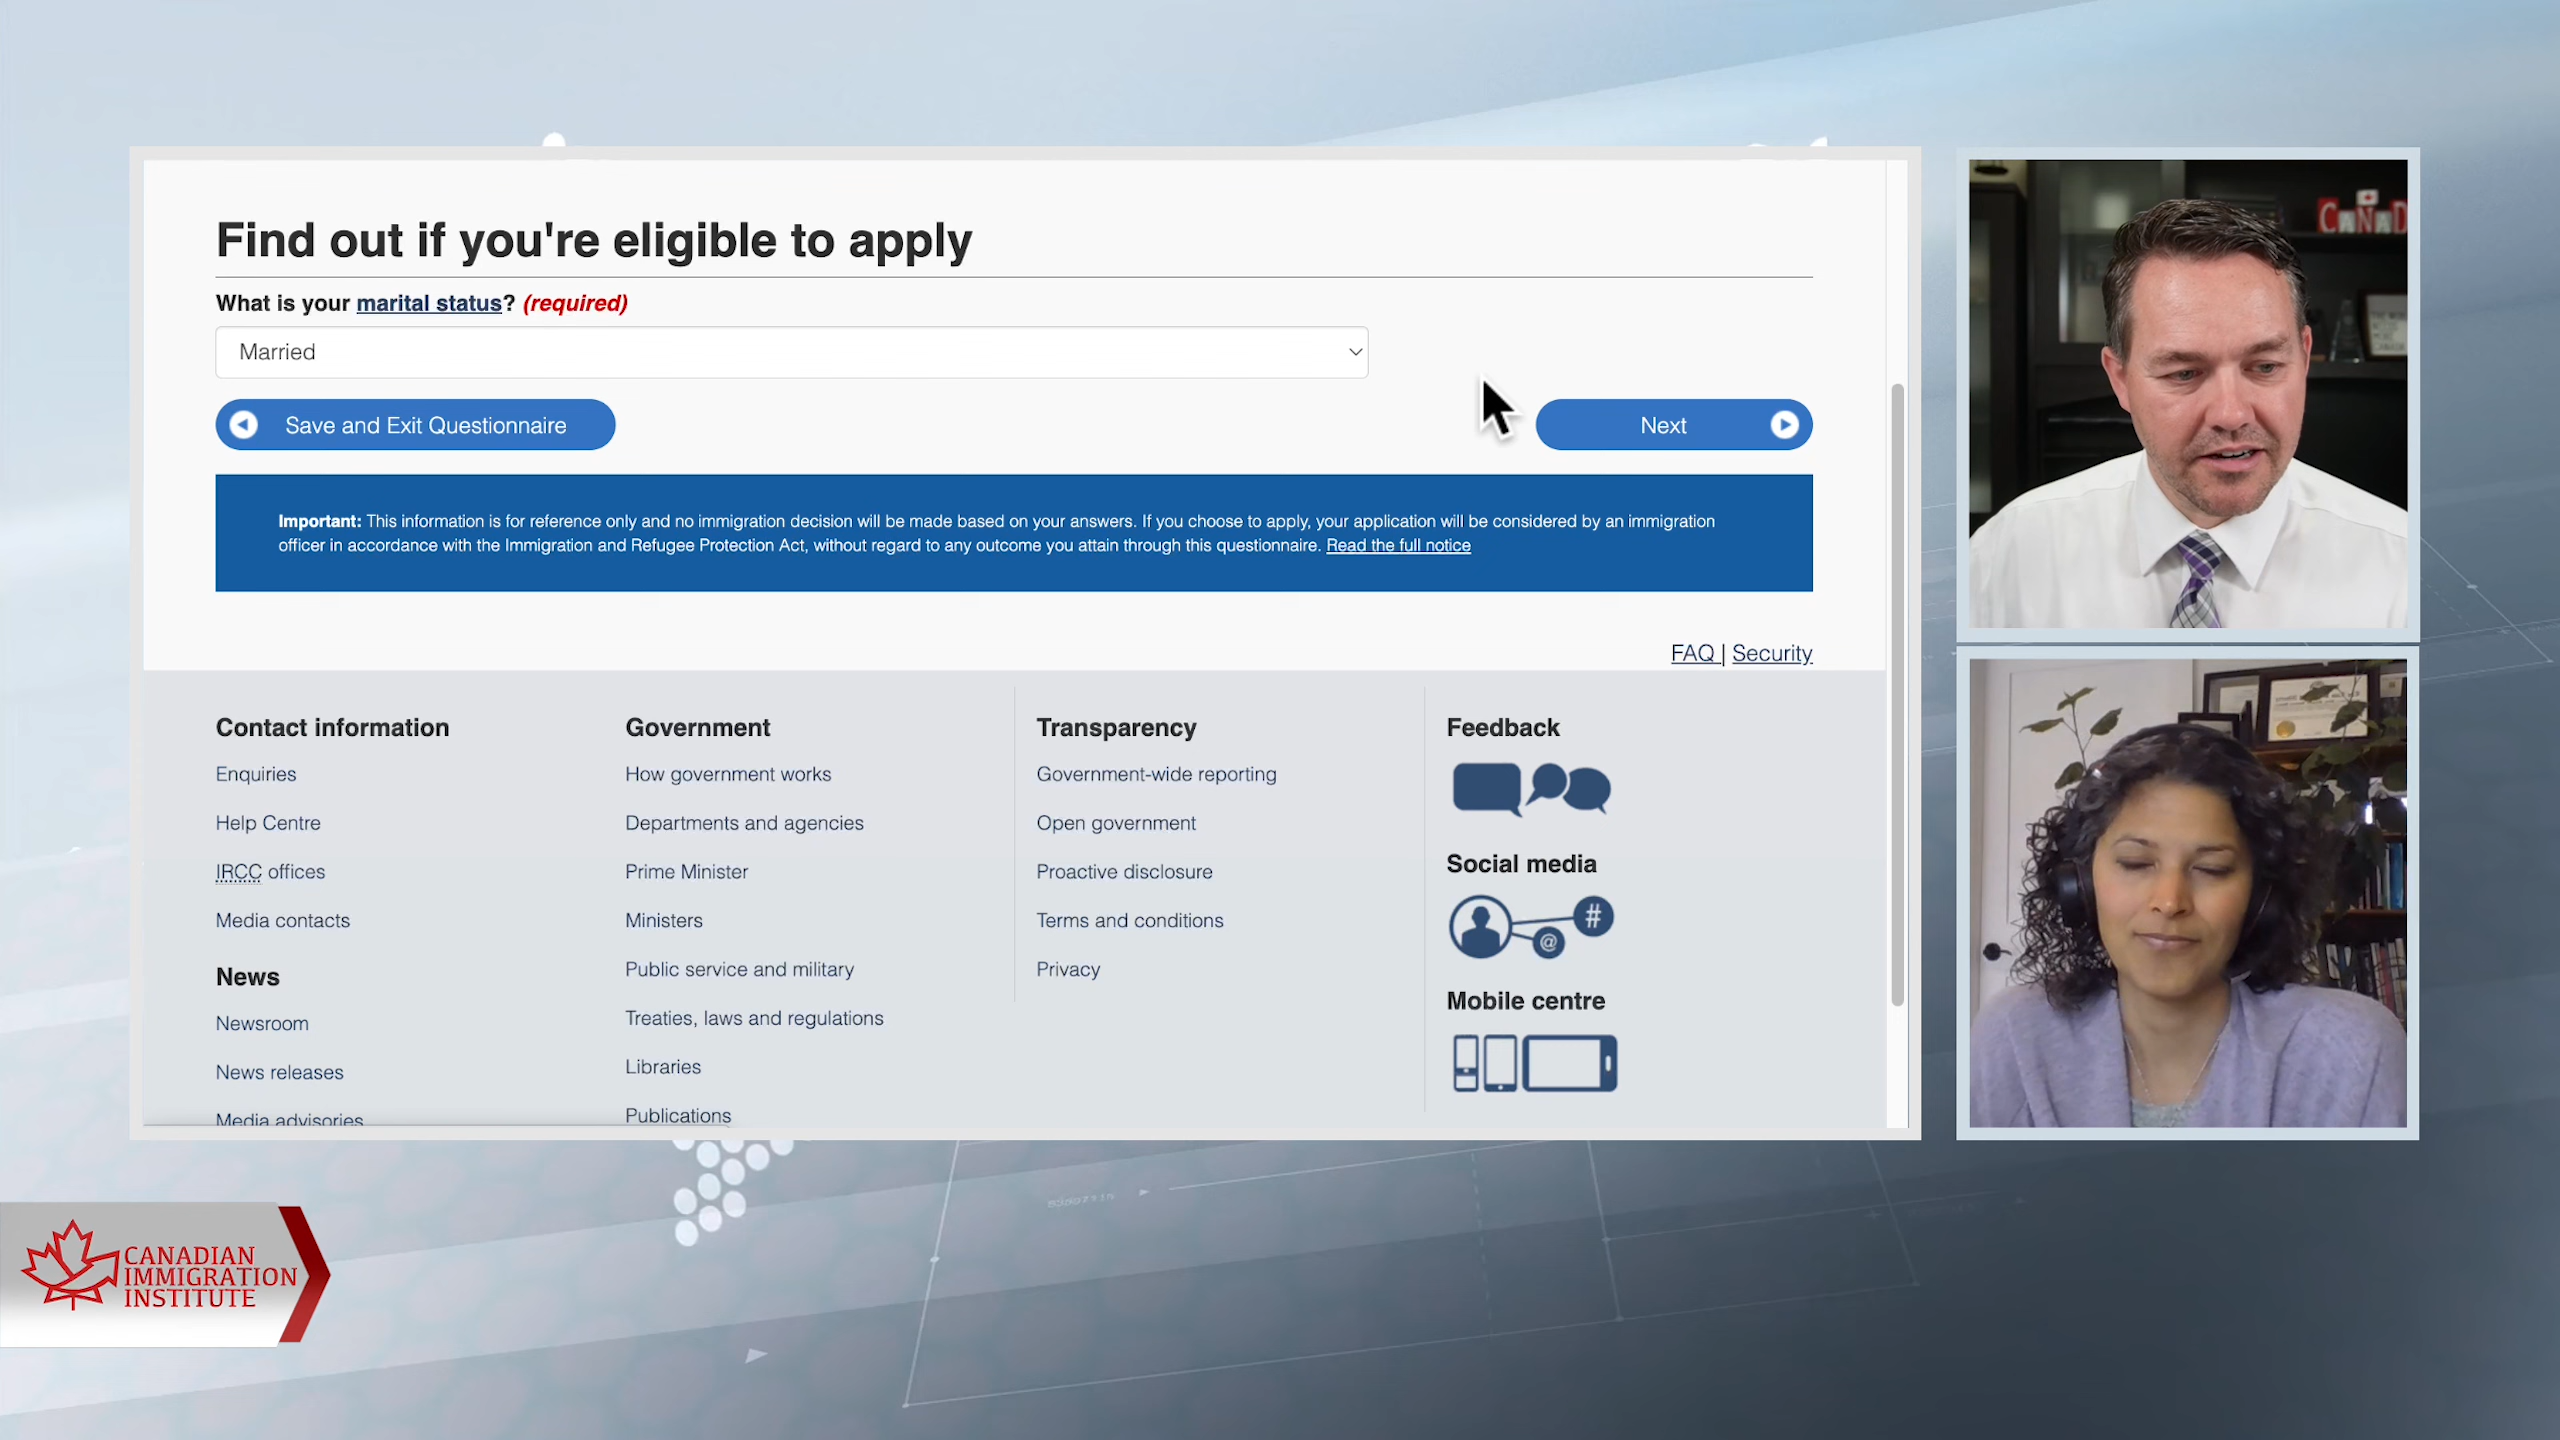 Find out if you're eligible to apply
What is your marital status? (required)
Married
Save and Exit Questionnaire
Next
Important: This information is for reference only and no immigration decision will be made based on your answers. If you choose to apply, your application will be considered by an immigration
officer in accordance with the Immigration and Refugee Protection Act, without regard to any outcome you attain through this questionnaire. Read the full notice
FAQ | Security
Contact information
Enquiries
Help Centre
IRCC offices
Media contacts
News
Newsroom
News releases
Media advisories
Government
How government works
Departments and agencies
Prime Minister
Ministers
Public service and military
Treaties, laws and regulations
Libraries
Publications
Transparency
Government-wide reporting
Open government
Proactive disclosure
Terms and conditions
Privacy
Feedback
Social media
#
@
Mobile centre
CANAD
CANADIAN
IMMIGRATION
INSTITUTE